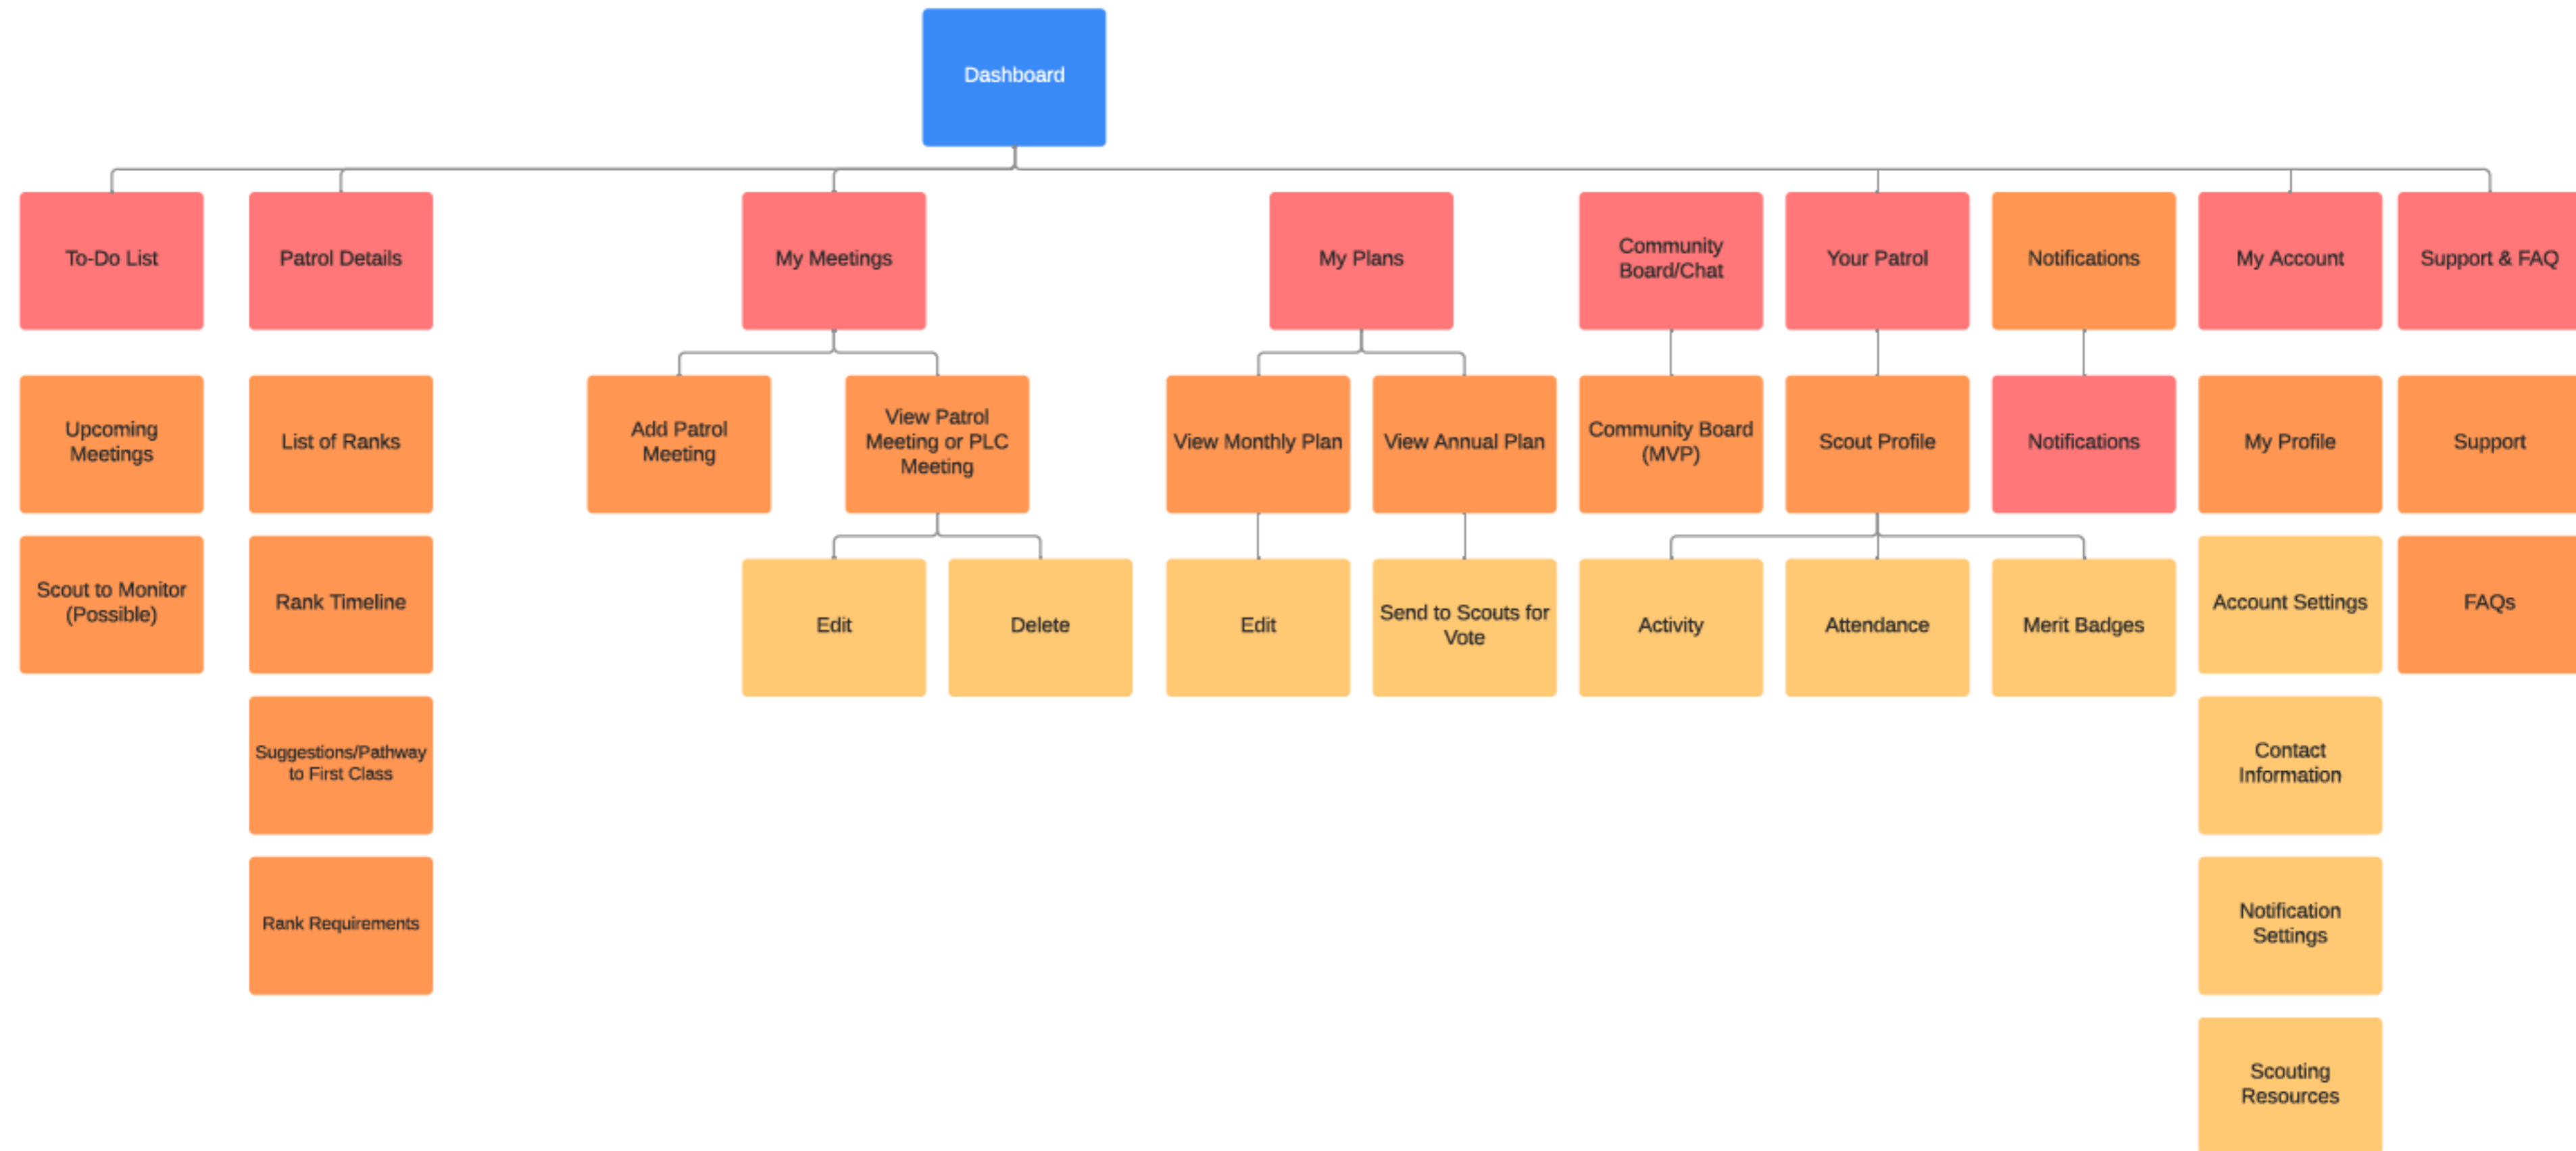 Dashboard
To-Do List
Patrol Details
My Meetings
My Plans
Community
Board/Chat
Your Patrol
Notifications
My Account
Support & FAQ
Upcoming
Meetings
List of Ranks
Add Patrol
Meeting
View Patrol
Meeting or PLC
Meeting
View Monthly Plan
View Annual Plan
Community Board
(MVP)
Scout Profile
Notifications
My Profile
Support
Scout to Monitor
(Possible)
Rank Timeline
Edit
Delete
Edit
Send to Scouts for
Vote
Activity
Attendance
Merit Badges
Account Settings
FAQs
Suggestions/Pathway
to First Class
Contact
Information
Rank Requirements
Notification
Settings
Scouting
Resources